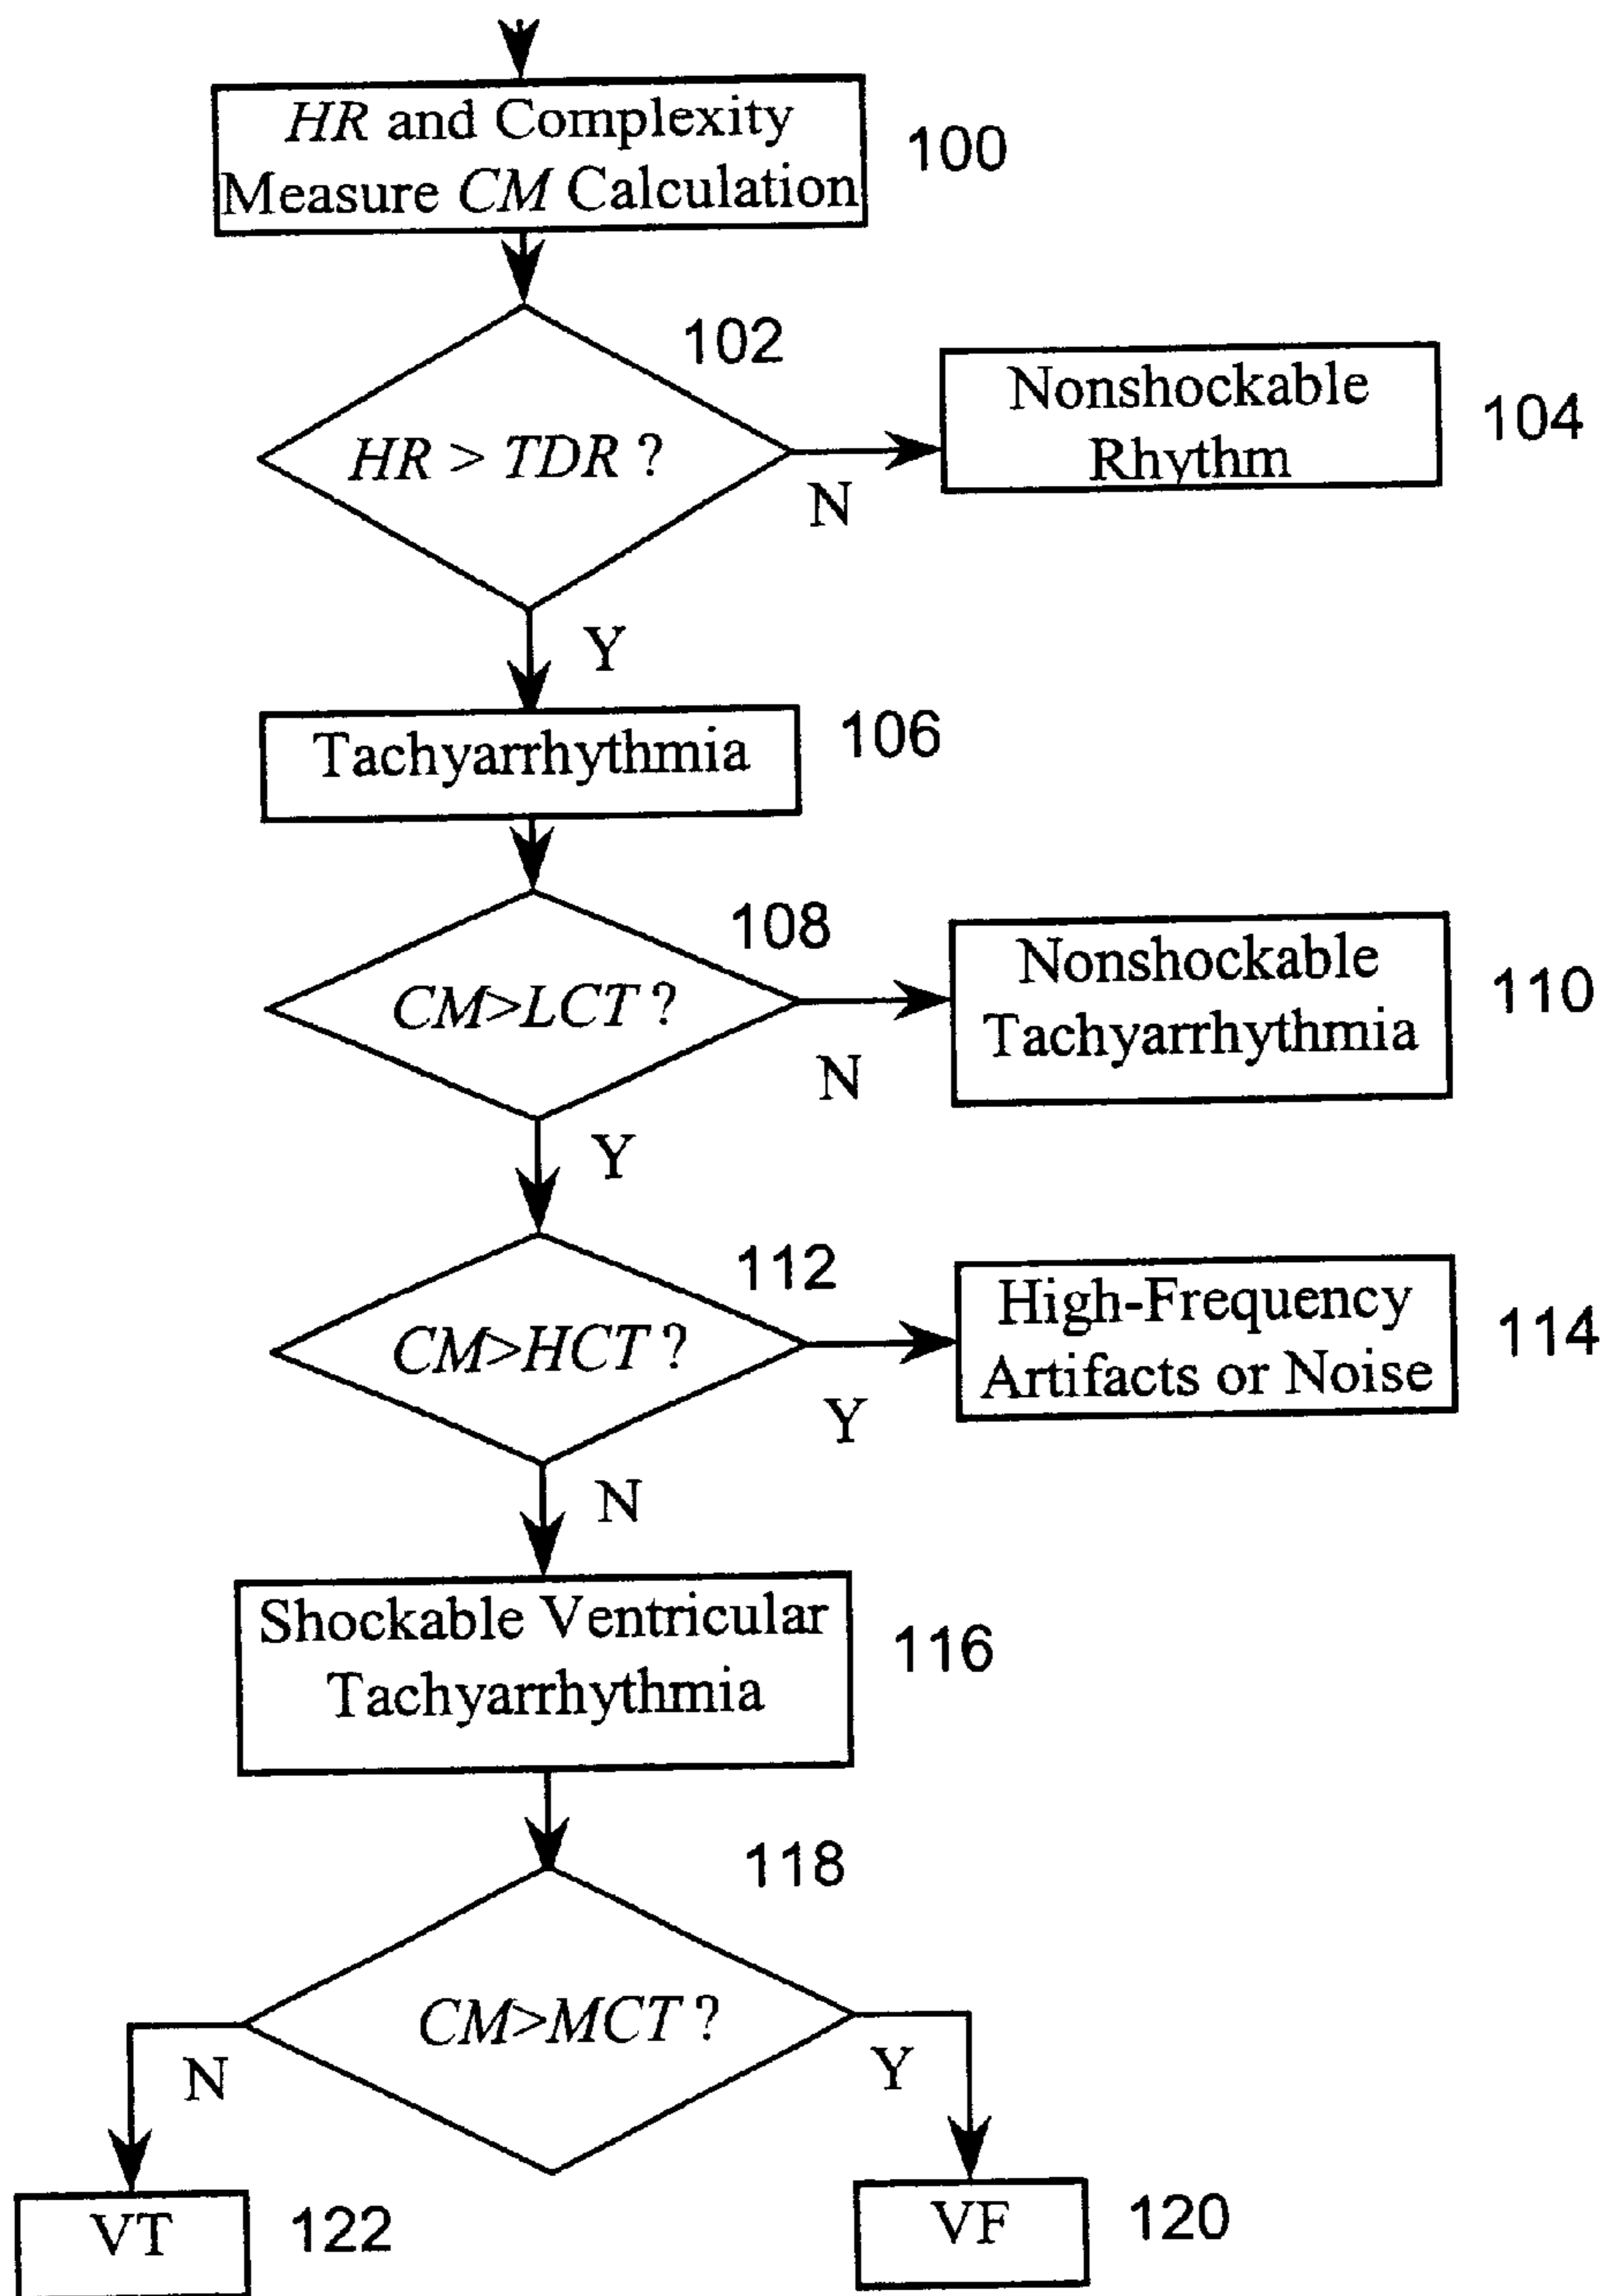 HR and Complexity
Measure CM Calculation
100
102
HR > TDR ?
N
Nonshockable
Rhythm
104
Y
Tachyarrhythmia
106
108
CM>LCT ?
N
Nonshockable
Tachyarrhythmia
110
Y
112
CM>HCT ?
Y
High-Frequency
Artifacts or Noise
114
N
Shockable Ventricular
Tachyarrhythmia
116
118
CM>MCT ?
N
Y
VT
122
VF
120